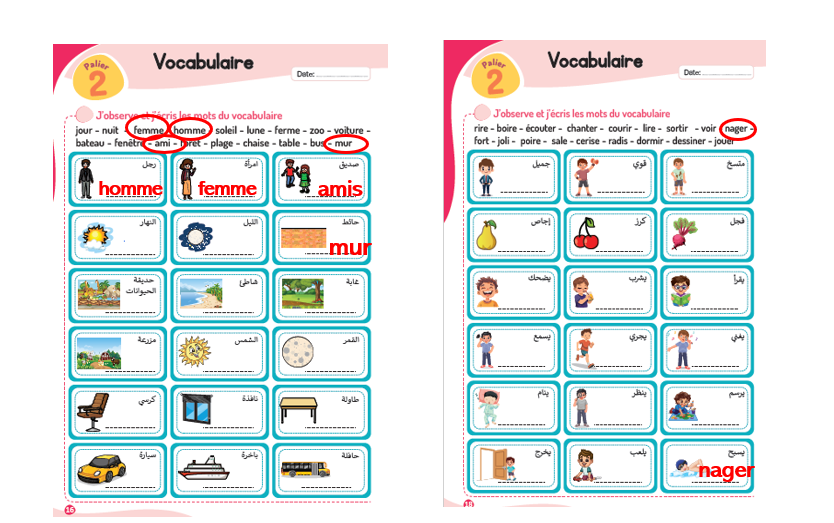 Palier
2
Vocabulaire
Date:
J'observe et j'écris les mots du vocabulaire
jour – nuit – femme – homme – soleil – lune – ferme – zoo – voiture –
bateau – fenêtre – ami – forêt – plage – chaise – table – bus – mur
رجل
امرأة
صديق
homme
femme
amis
النهار
الليل
حائط
mur
حديقة الحيوانات
شاطئ
غابة
مزرعة
الشمس
القمر
كرسي
نافذة
طاولة
سيارة
باخرة
حافلة
16
Palier
2
Vocabulaire
Date:
J'observe et j'écris les mots du vocabulaire
rire – boire – écouter – chanter – courir – lire – sortir – voir – nager –
fort – joli – poire – sale – cerise – radis – dormir – dessiner – jouer
جميل
قوي
متسخ
إجاص
كرز
فجل
يضحك
يشرب
يقرأ
يسمع
يجري
يغني
ينام
ينظر
يرسم
يخرج
يلعب
يسبح
nager
18